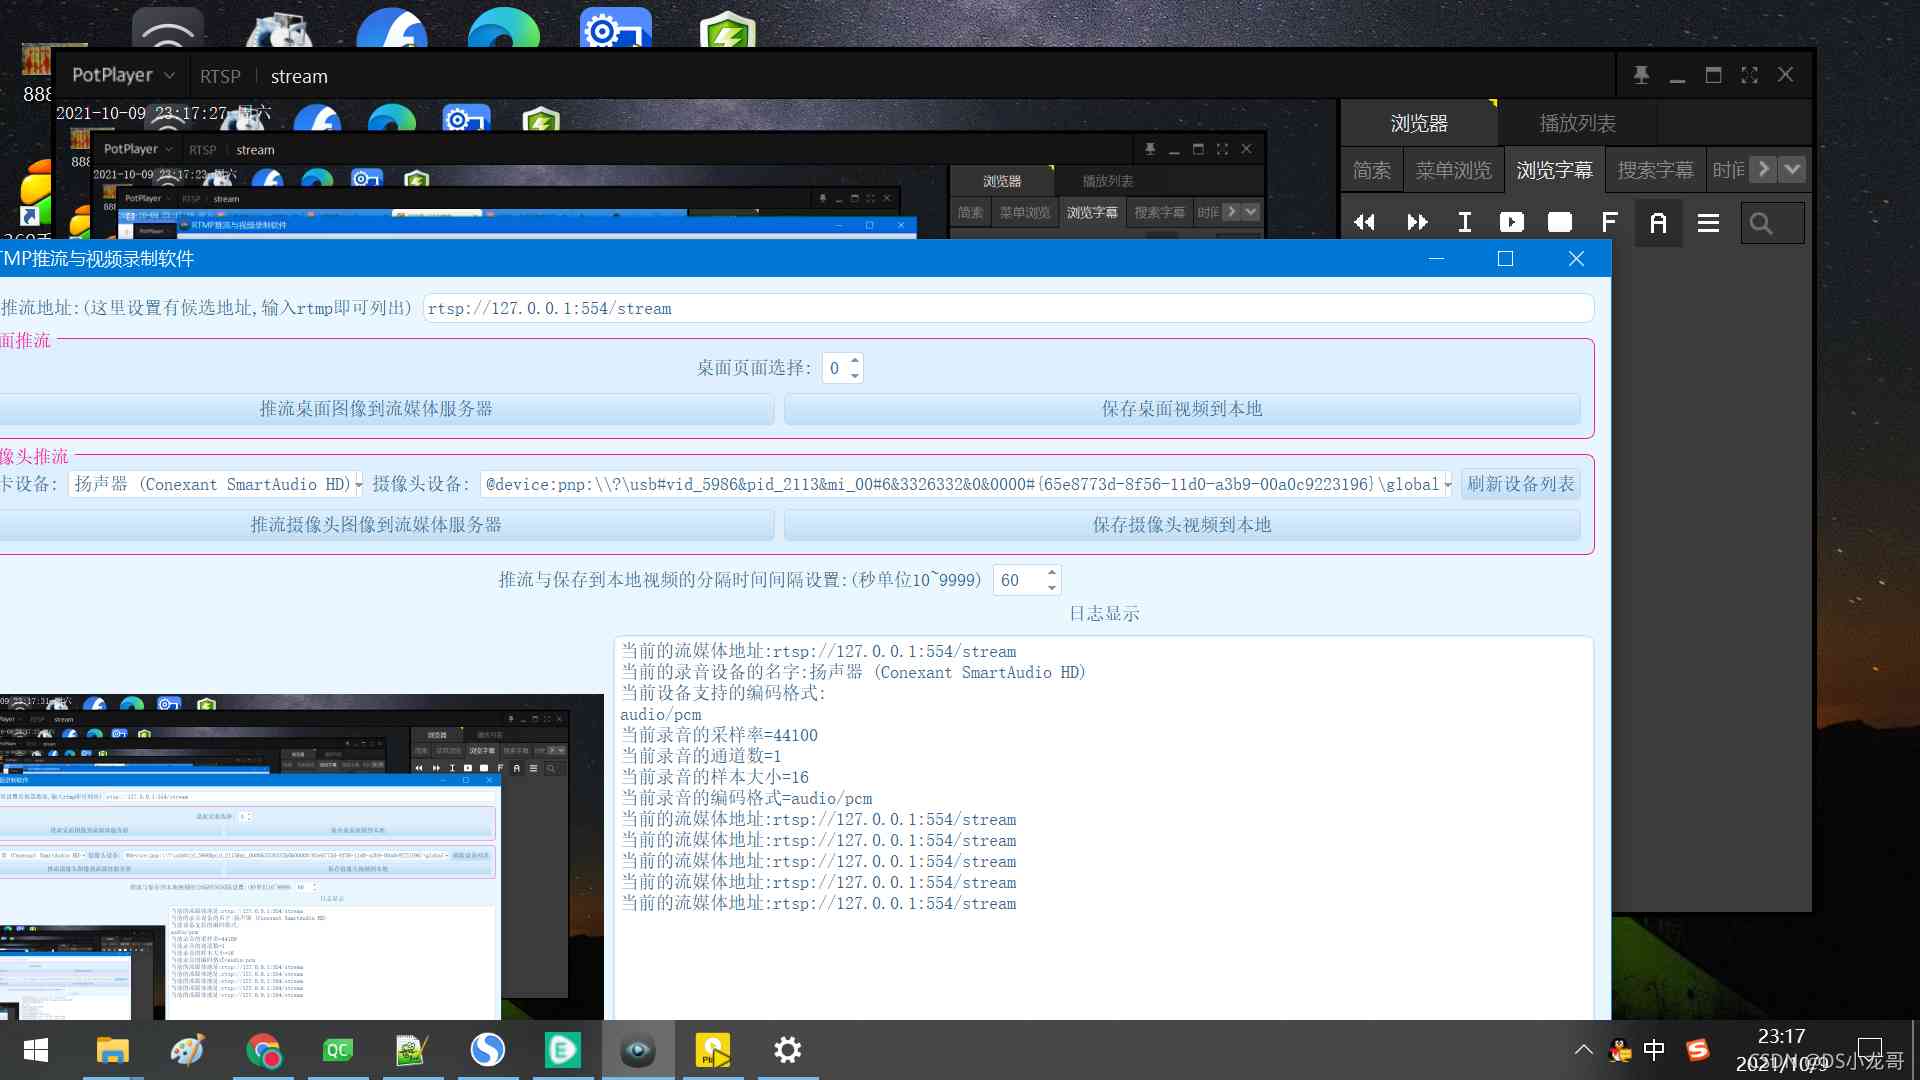 888
PotPlayer RTSP stream
2021-10-09 23:17:27 周六
PotPlayer RTSP stream
2021-10-09 23:17:23 周六
PotPlayer RTSP stream
RTMP推流与视频录制软件
浏览器 播放列表
简索 菜单浏览 浏览字幕 搜索字幕 时间
浏览器 播放列表
简索 菜单浏览 浏览字幕 搜索字幕 时间
TMP推流与视频录制软件
推流地址:(这里设置有候选地址,输入rtmp即可列出) rtsp://127.0.0.1:554/stream
面推流
桌面页面选择: 0
推流桌面图像到流媒体服务器 保存桌面视频到本地
像头推流
卡设备: 扬声器 (Conexant SmartAudio HD) 摄像头设备: @device:pnp:\\?\usb#vid_5986&pid_2113&mi_00#6&3326332&0&0000#{65e8773d-8f56-11d0-a3b9-00a0c9223196}\global 刷新设备列表
推流摄像头图像到流媒体服务器 保存摄像头视频到本地
推流与保存到本地视频的分隔时间间隔设置:(秒单位10~9999) 60
日志显示
当前的流媒体地址:rtsp://127.0.0.1:554/stream
当前的录音设备的名字:扬声器 (Conexant SmartAudio HD)
当前设备支持的编码格式:
audio/pcm
当前录音的采样率=44100
当前录音的通道数=1
当前录音的样本大小=16
当前录音的编码格式=audio/pcm
当前的流媒体地址:rtsp://127.0.0.1:554/stream
当前的流媒体地址:rtsp://127.0.0.1:554/stream
当前的流媒体地址:rtsp://127.0.0.1:554/stream
当前的流媒体地址:rtsp://127.0.0.1:554/stream
当前的流媒体地址:rtsp://127.0.0.1:554/stream
QC
中
23:17
2021/10/9
CSDN @DS小龙哥